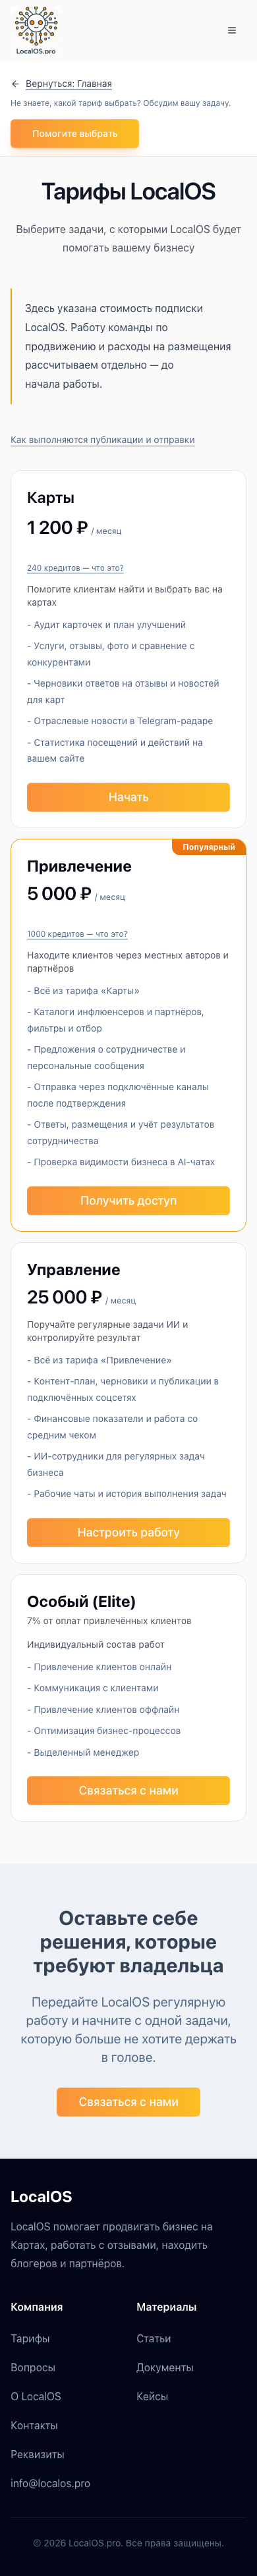 LocalOS.pro
Вернуться: Главная
Не знаете, какой тариф выбрать? Обсудим вашу задачу.
Помогите выбрать
Тарифы LocalOS
Выберите задачи, с которыми LocalOS будет
помогать вашему бизнесу
Здесь указана стоимость подписки
LocalOS. Работу команды по
продвижению и расходы на размещения
рассчитываем отдельно — до
начала работы.
Как выполняются публикации и отправки
Карты
1 200 ₽ / месяц
240 кредитов — что это?
Помогите клиентам найти и выбрать вас на
картах
- Аудит карточек и план улучшений
- Услуги, отзывы, фото и сравнение с
конкурентами
- Черновики ответов на отзывы и новостей
для карт
- Отраслевые новости в Telegram-радаре
- Статистика посещений и действий на
вашем сайте
Начать
Популярный
Привлечение
5 000 ₽ / месяц
1000 кредитов — что это?
Находите клиентов через местных авторов и
партнёров
- Всё из тарифа «Карты»
- Каталоги инфлюенсеров и партнёров,
фильтры и отбор
- Предложения о сотрудничестве и
персональные сообщения
- Отправка через подключённые каналы
после подтверждения
- Ответы, размещения и учёт результатов
сотрудничества
- Проверка видимости бизнеса в AI-чатах
Получить доступ
Управление
25 000 ₽ / месяц
Поручайте регулярные задачи ИИ и
контролируйте результат
- Всё из тарифа «Привлечение»
- Контент-план, черновики и публикации в
подключённых соцсетях
- Финансовые показатели и работа со
средним чеком
- ИИ-сотрудники для регулярных задач
бизнеса
- Рабочие чаты и история выполнения задач
Настроить работу
Особый (Elite)
7% от оплат привлечённых клиентов
Индивидуальный состав работ
- Привлечение клиентов онлайн
- Коммуникация с клиентами
- Привлечение клиентов оффлайн
- Оптимизация бизнес-процессов
- Выделенный менеджер
Связаться с нами
Оставьте себе
решения, которые
требуют владельца
Передайте LocalOS регулярную
работу и начните с одной задачи,
которую больше не хотите держать
в голове.
Связаться с нами
LocalOS
LocalOS помогает продвигать бизнес на
Картах, работать с отзывами, находить
блогеров и партнёров.
Компания
Тарифы
Вопросы
О LocalOS
Контакты
Реквизиты
info@localos.pro
Материалы
Статьи
Документы
Кейсы
© 2026 LocalOS.pro. Все права защищены.